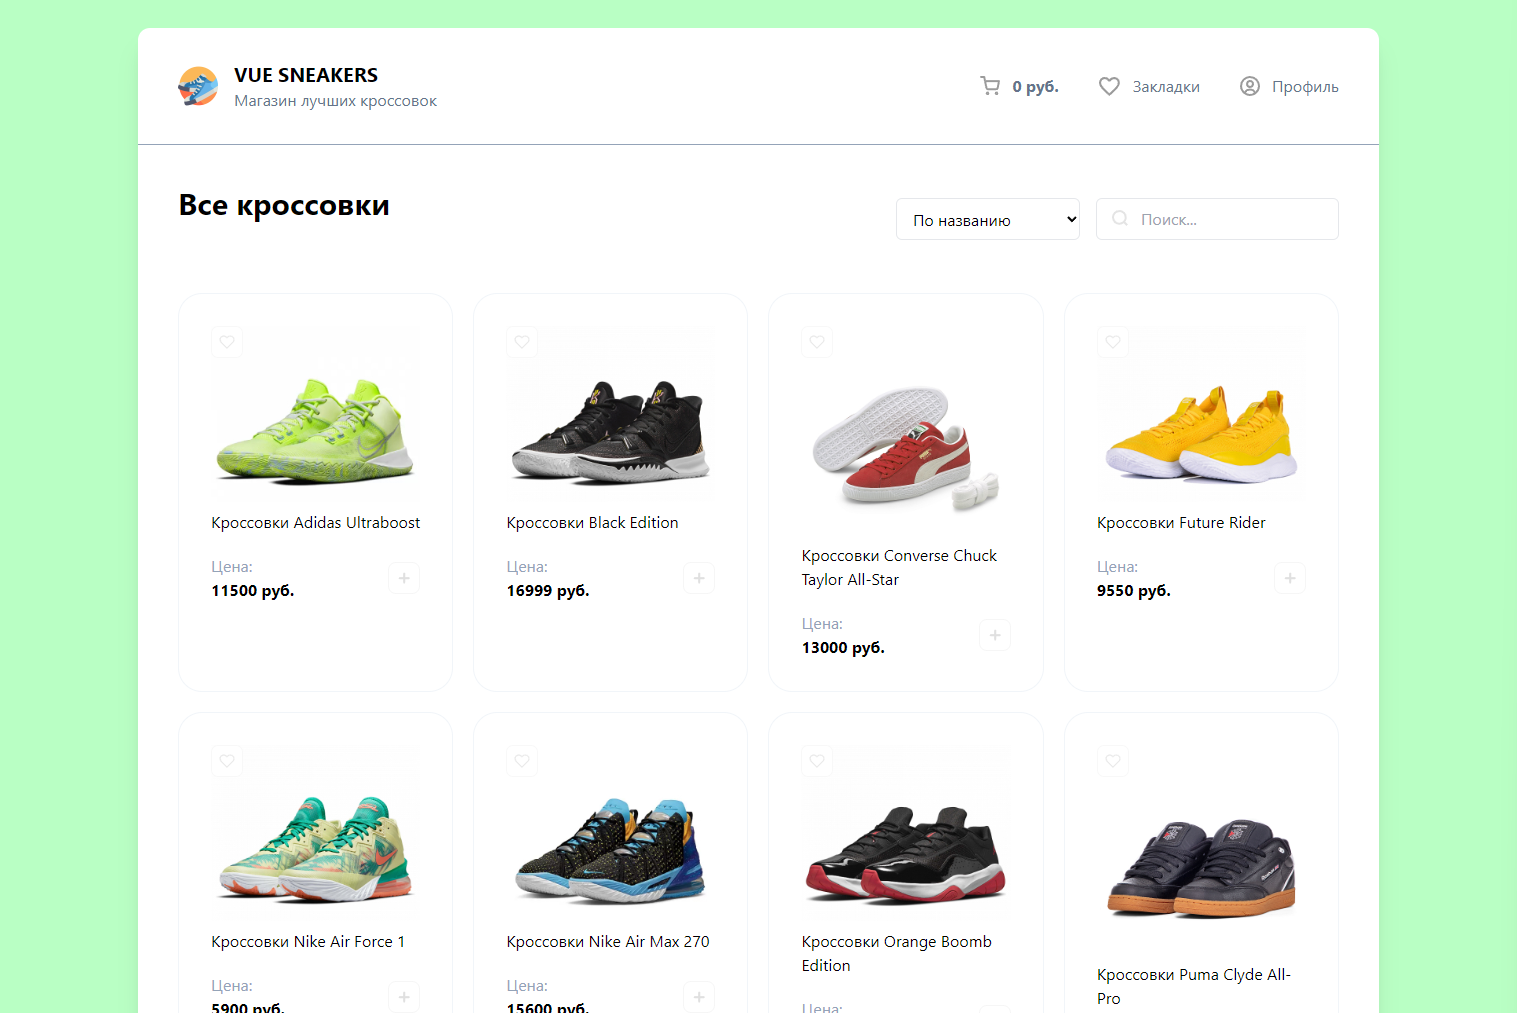 VUE SNEAKERS
Магазин лучших кроссовок
0 руб.
Закладки
Профиль
Все кроссовки
По названию
Поиск...
Кроссовки Adidas Ultraboost
Цена:
11500 руб.
Кроссовки Black Edition
Цена:
16999 руб.
Кроссовки Converse Chuck
Taylor All-Star
Цена:
13000 руб.
Кроссовки Future Rider
Цена:
9550 руб.
Кроссовки Nike Air Force 1
Цена:
5900 руб.
Кроссовки Nike Air Max 270
Цена:
15600 руб.
Кроссовки Orange Boomb
Edition
Цена:
Кроссовки Puma Clyde All-
Pro